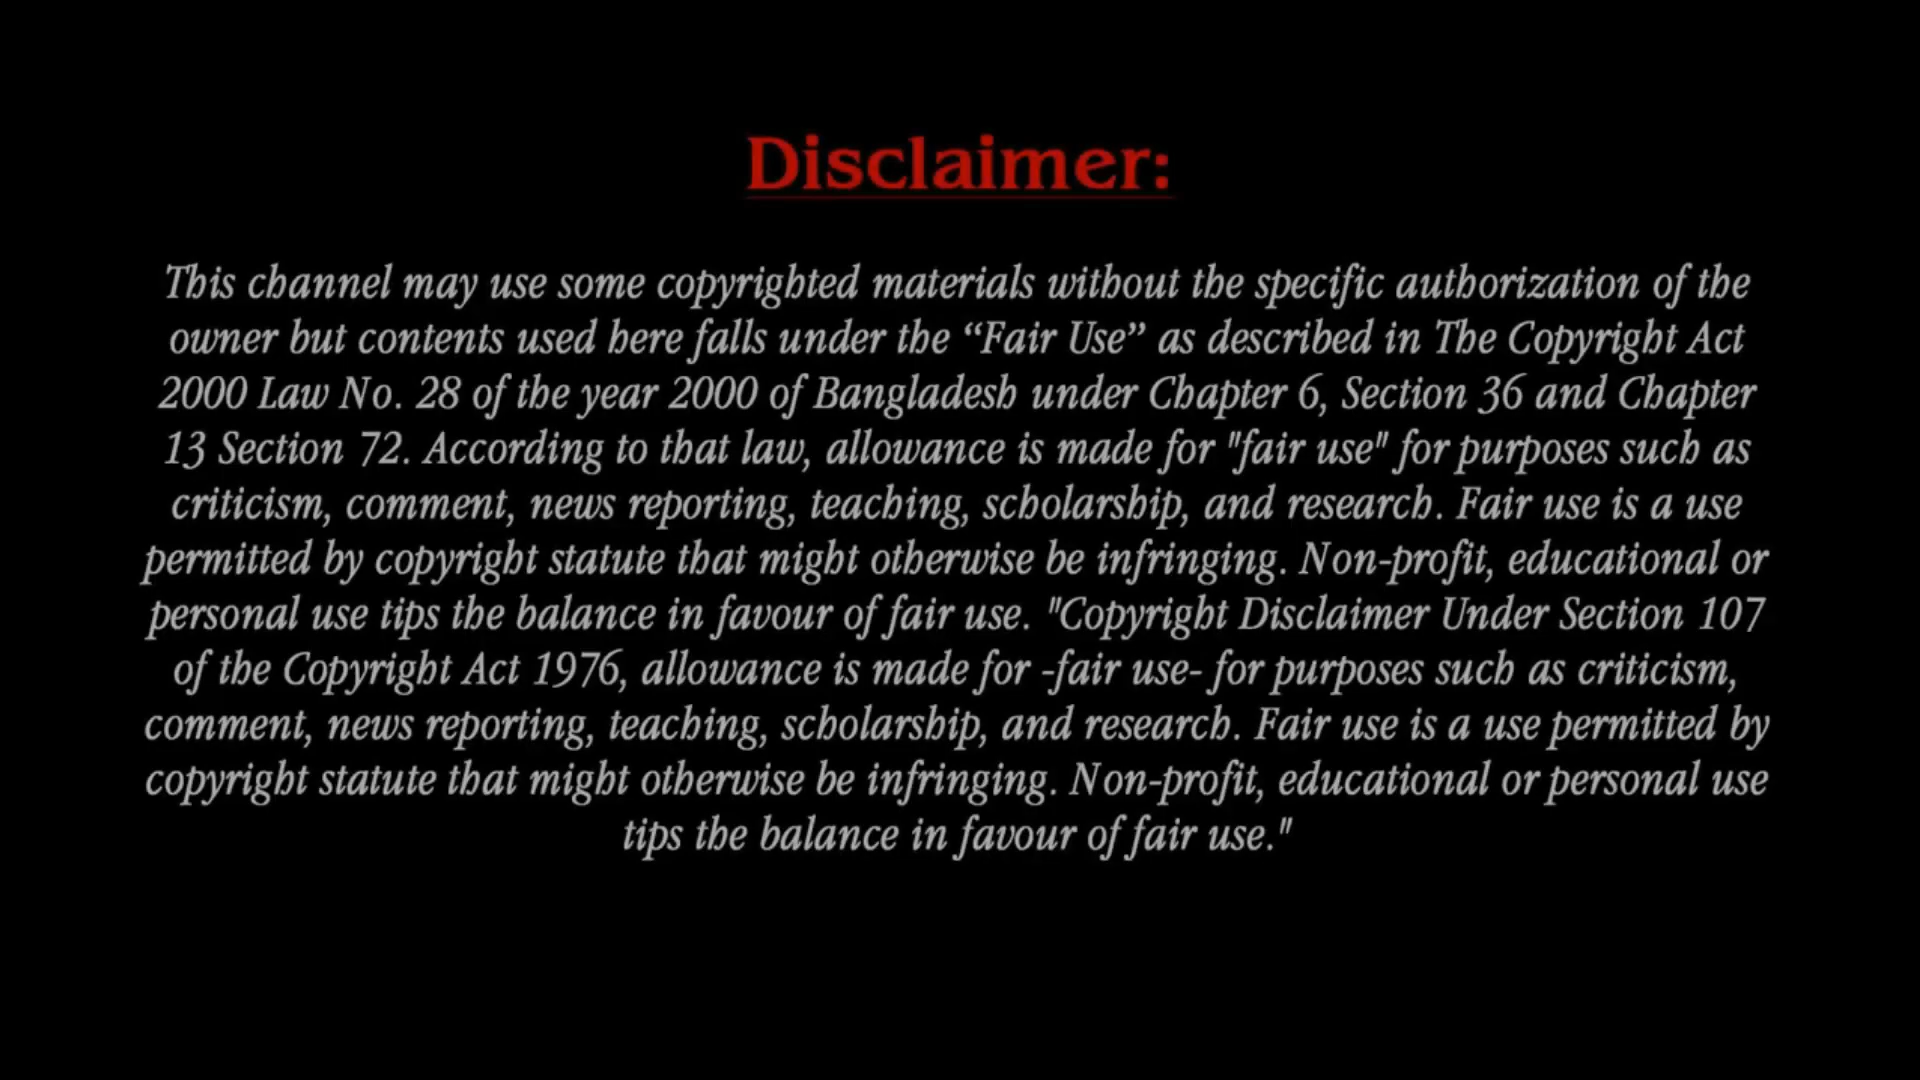 Disclaimer:
This channel may use some copyrighted materials without the specific authorization of the
owner but contents used here falls under the “Fair Use” as described in The Copyright Act
2000 Law No. 28 of the year 2000 of Bangladesh under Chapter 6, Section 36 and Chapter
13 Section 72. According to that law, allowance is made for "fair use" for purposes such as
criticism, comment, news reporting, teaching, scholarship, and research. Fair use is a use
permitted by copyright statute that might otherwise be infringing. Non-profit, educational or
personal use tips the balance in favour of fair use. "Copyright Disclaimer Under Section 107
of the Copyright Act 1976, allowance is made for -fair use- for purposes such as criticism,
comment, news reporting, teaching, scholarship, and research. Fair use is a use permitted by
copyright statute that might otherwise be infringing. Non-profit, educational or personal use
tips the balance in favour of fair use."